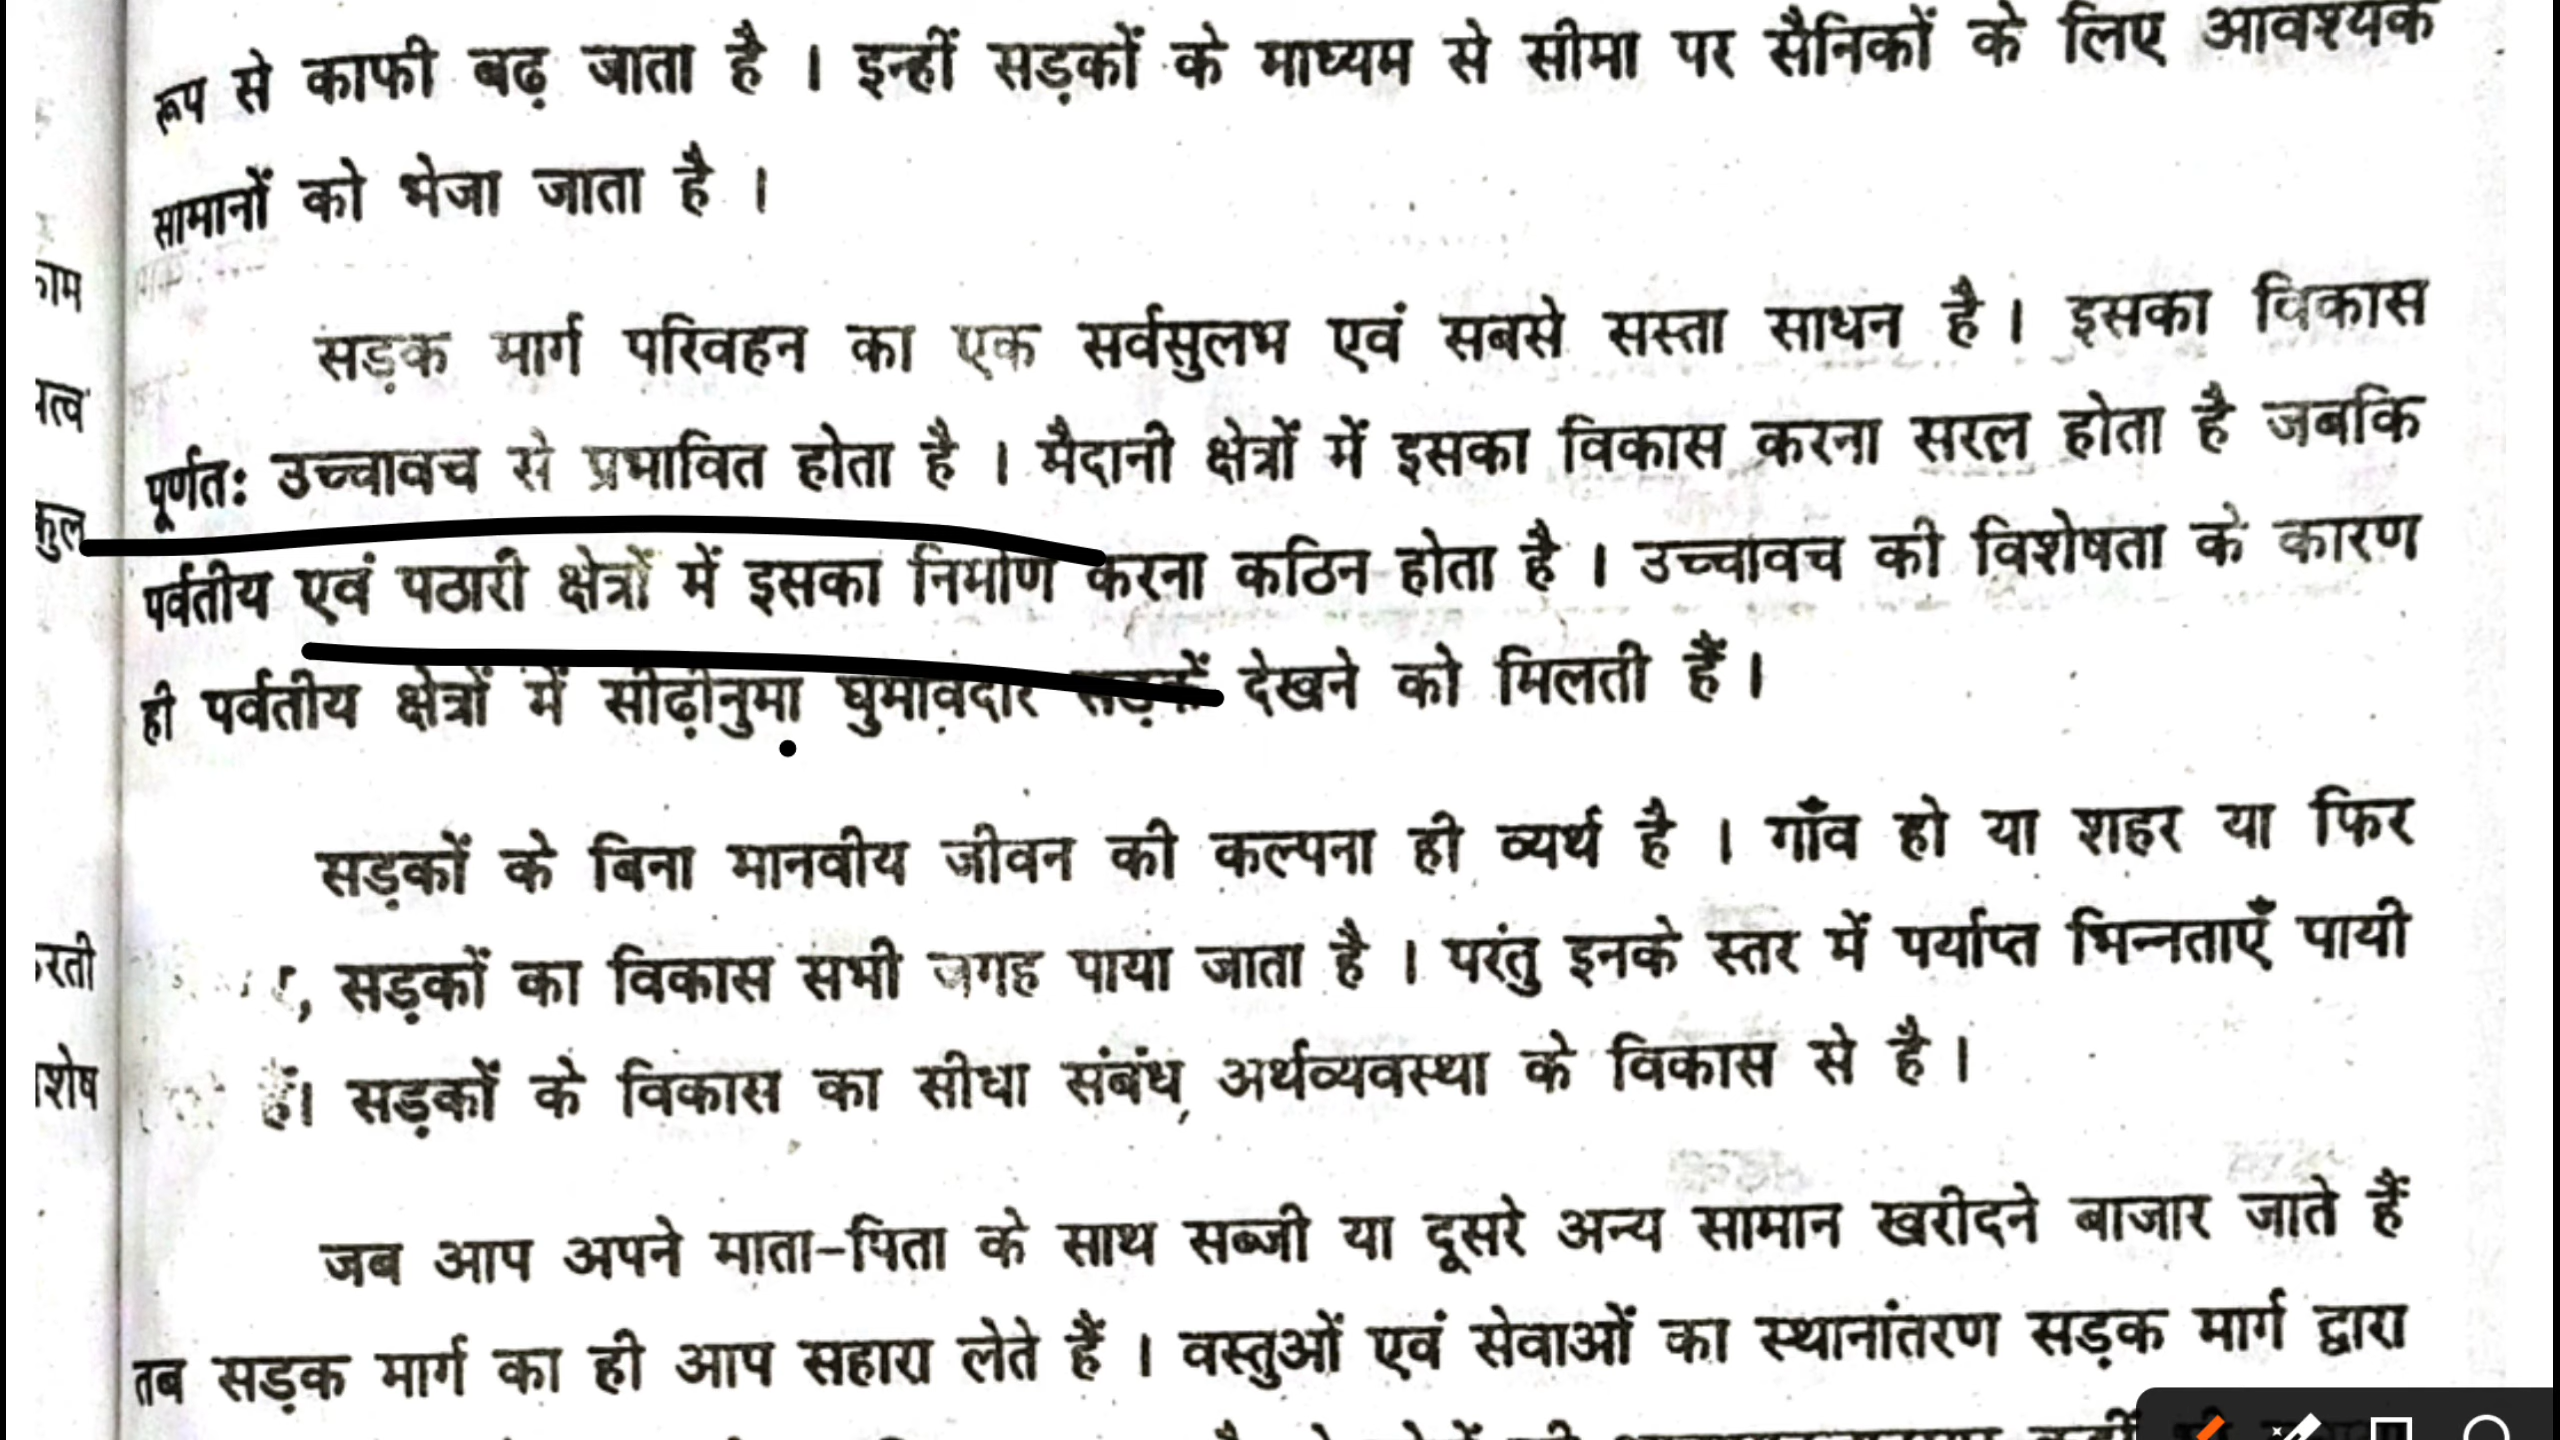 रूप से काफी बढ़ जाता है । इन्हीं सड़कों के माध्यम से सीमा पर सैनिकों के लिए आवश्यक
सामानों को भेजा जाता है ।
सड़क मार्ग परिवहन का एक सर्वसुलभ एवं सबसे सस्ता साधन है । इसका विकास
पूर्णतः उच्चावच से प्रभावित होता है । मैदानी क्षेत्रों में इसका विकास करना सरल होता है जबकि
पर्वतीय एवं पठारी क्षेत्रों में इसका निर्माण करना कठिन होता है । उच्चावच की विशेषता के कारण
ही पर्वतीय क्षेत्रों में सीढ़ीनुमा घुमावदार सड़कें देखने को मिलती हैं ।
सड़कों के बिना मानवीय जीवन की कल्पना ही व्यर्थ है । गाँव हो या शहर या फिर
, सड़कों का विकास सभी जगह पाया जाता है । परंतु इनके स्तर में पर्याप्त भिन्नताएँ पायी
हैं। सड़कों के विकास का सीधा संबंध अर्थव्यवस्था के विकास से है ।
जब आप अपने माता-पिता के साथ सब्जी या दूसरे अन्य सामान खरीदने बाजार जाते हैं
तब सड़क मार्ग का ही आप सहारा लेते हैं । वस्तुओं एवं सेवाओं का स्थानांतरण सड़क मार्ग द्वारा